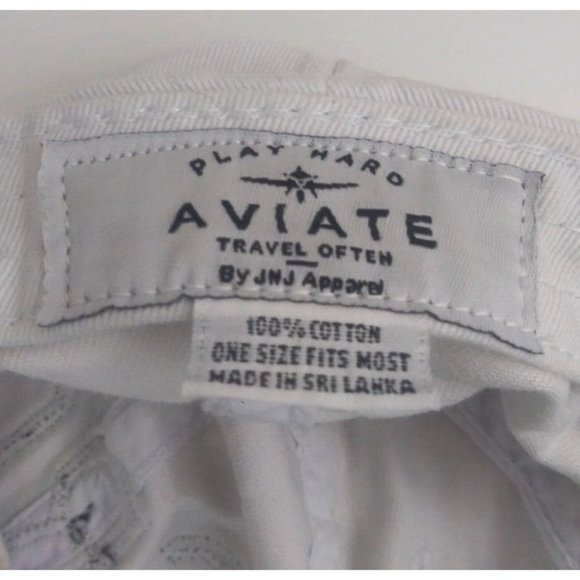 PLAY HARD
AVIATE
TRAVEL OFTEN
By JNJ Apparel
100% COTTON
ONE SIZE FITS MOST
MADE IN SRI LANKA